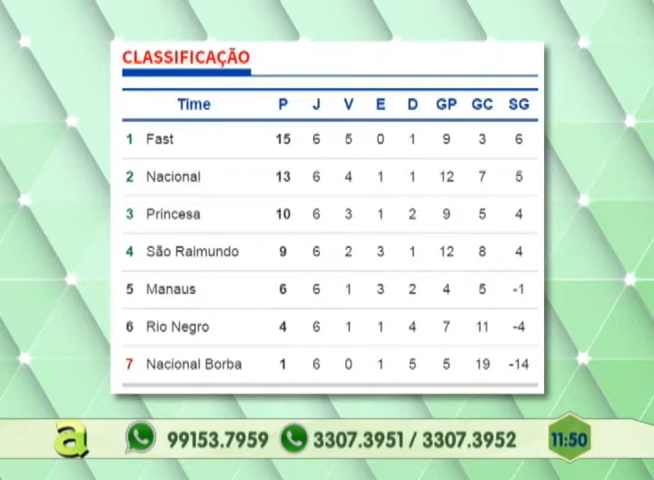 CLASSIFICAÇÃO
Time P J V E D GP GC SG
1 Fast 15 6 5 0 1 9 3 6
2 Nacional 13 6 4 1 1 12 7 5
3 Princesa 10 6 3 1 2 9 5 4
4 São Raimundo 9 6 2 3 1 12 8 4
5 Manaus 6 6 1 3 2 4 5 -1
6 Rio Negro 4 6 1 1 4 7 11 -4
7 Nacional Borba 1 6 0 1 5 5 19 -14
a 99153.7959 3307.3951 / 3307.3952 11:50